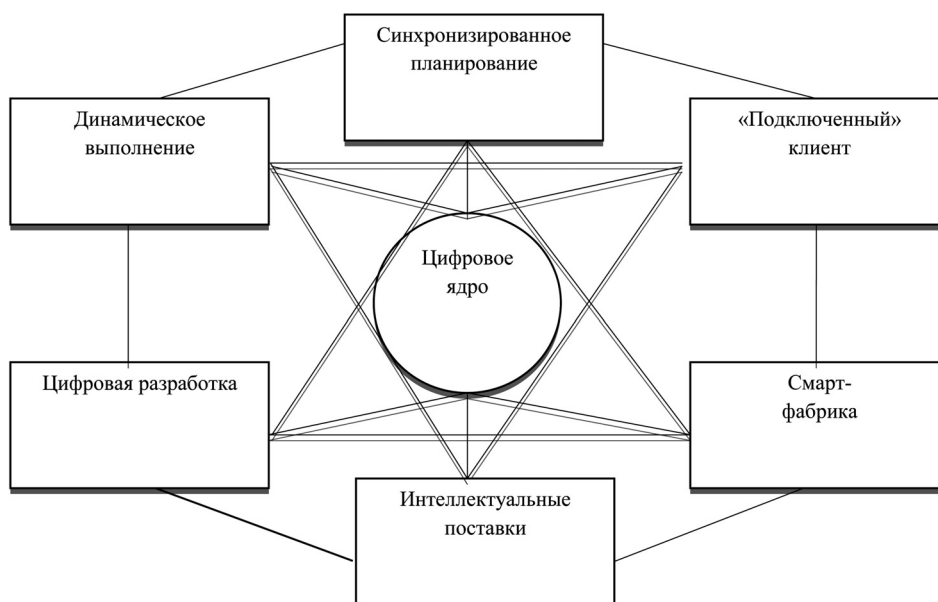 Синхронизированное
планирование
Динамическое
выполнение
«Подключенный»
клиент
Цифровое
ядро
Цифровая разработка
Смарт-
фабрика
Интеллектуальные
поставки